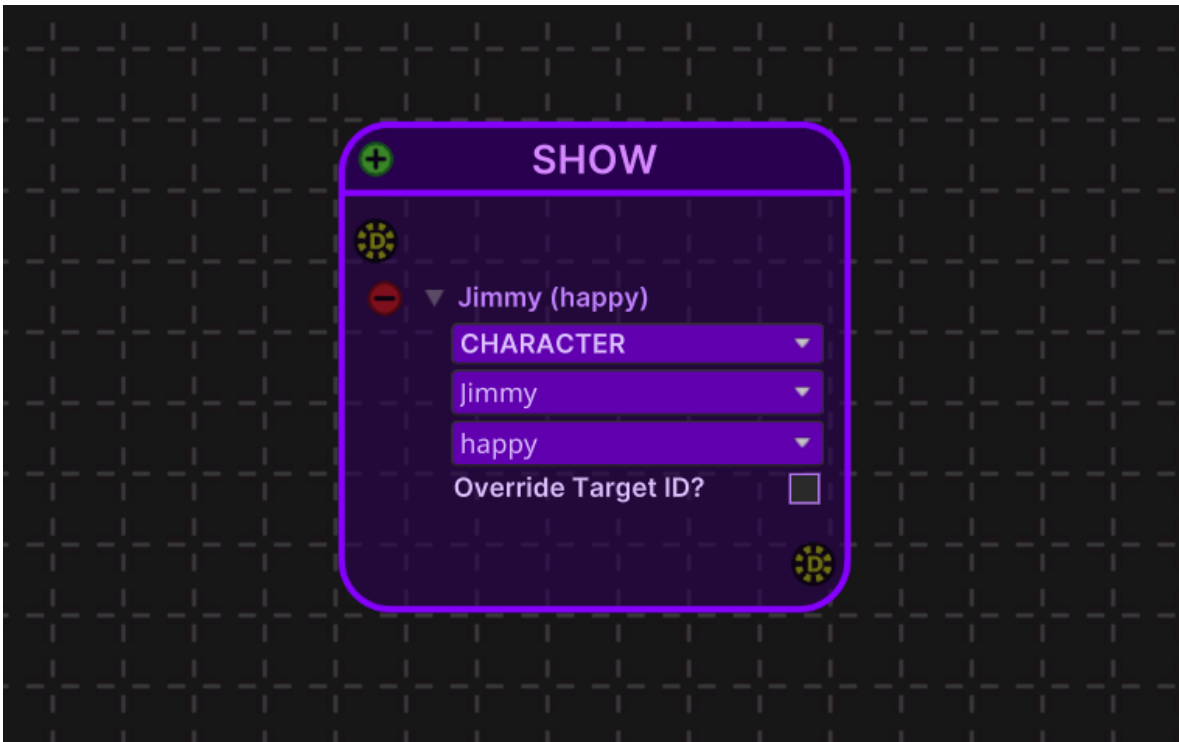 SHOW
D
Jimmy (happy)
CHARACTER
Jimmy
happy
Override Target ID?
D